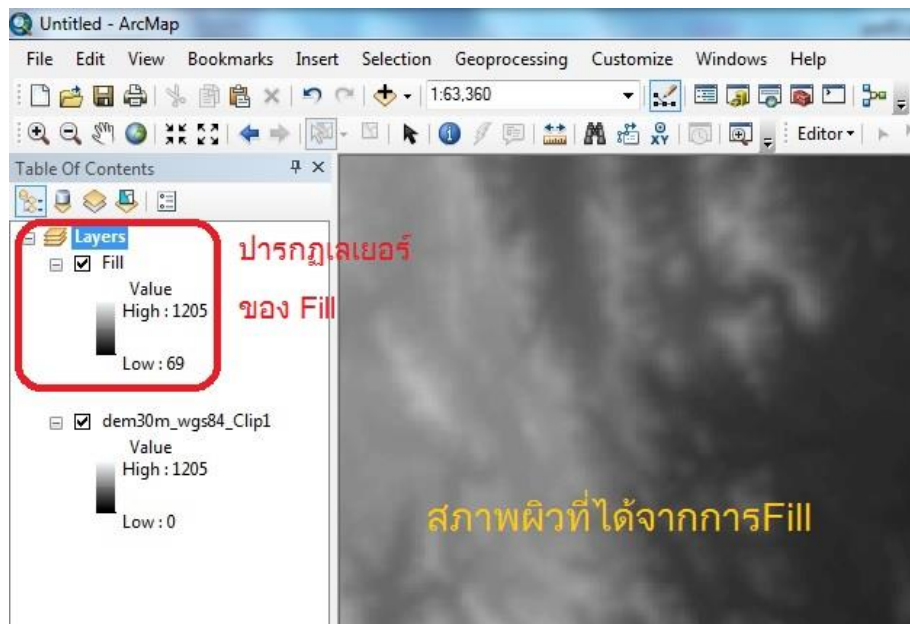 Untitled - ArcMap
File Edit View Bookmarks Insert Selection Geoprocessing Customize Windows Help
1:63,360
Editor
Table Of Contents
Layers
Fill
Value
High : 1205
Low : 69
ปารกฏเลเยอร์
ของ Fill
dem30m_wgs84_Clip1
Value
High : 1205
Low : 0
สภาพผิวที่ได้จากการFill